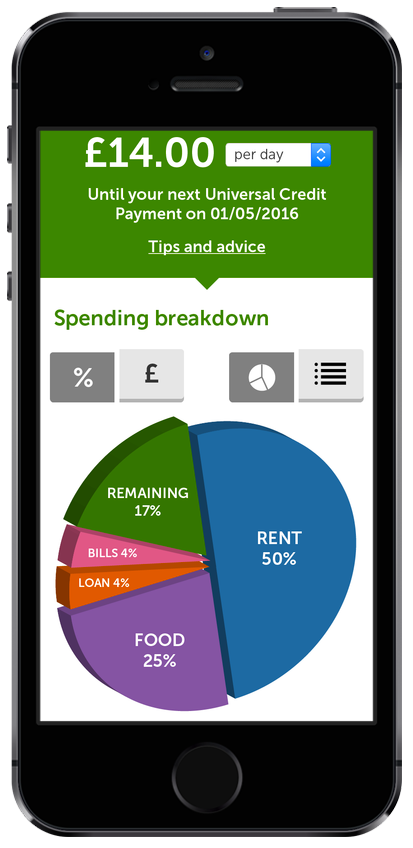 £14.00 per day
Until your next Universal Credit
Payment on 01/05/2016
Tips and advice
Spending breakdown
% £
REMAINING
17%
RENT
50%
BILLS 4%
LOAN 4%
FOOD
25%